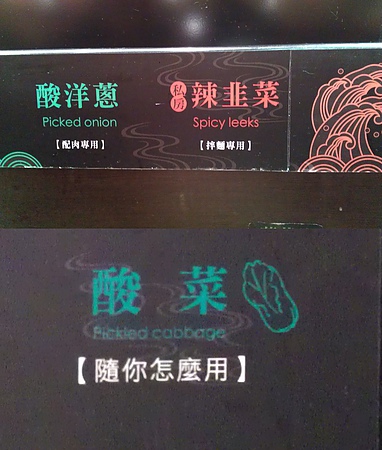 酸洋蔥
Picked onion
【配肉專用】
私房 辣韭菜
Spicy leeks
【拌麵專用】
酸 菜
Pickled cabbage
【隨你怎麼用】